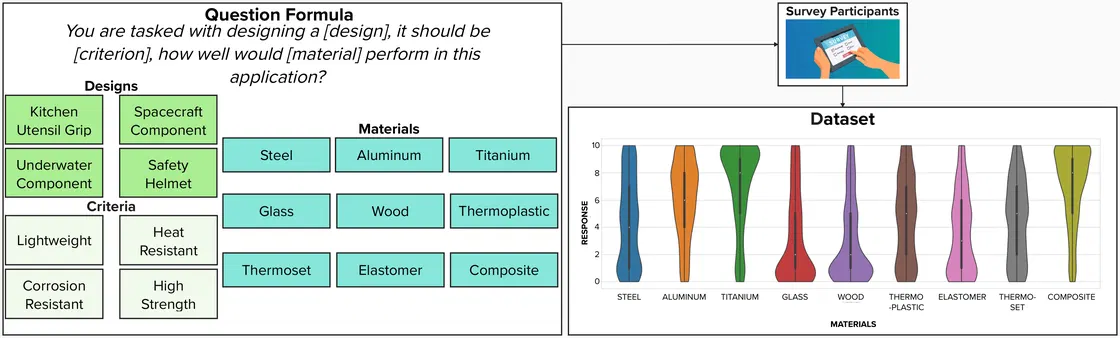 Question Formula
You are tasked with designing a [design], it should be
[criterion], how well would [material] perform in this
application?
Designs
Kitchen
Utensil Grip
Spacecraft
Component
Underwater
Component
Safety
Helmet
Criteria
Lightweight
Heat
Resistant
Corrosion
Resistant
High
Strength
Materials
Steel
Aluminum
Titanium
Glass
Wood
Thermoplastic
Thermoset
Elastomer
Composite
Survey Participants
Dataset
RESPONSE
10
8
6
4
2
0
STEEL
ALUMINUM
TITANIUM
GLASS
WOOD
THERMO
-PLASTIC
ELASTOMER
THERMO-
SET
COMPOSITE
MATERIALS